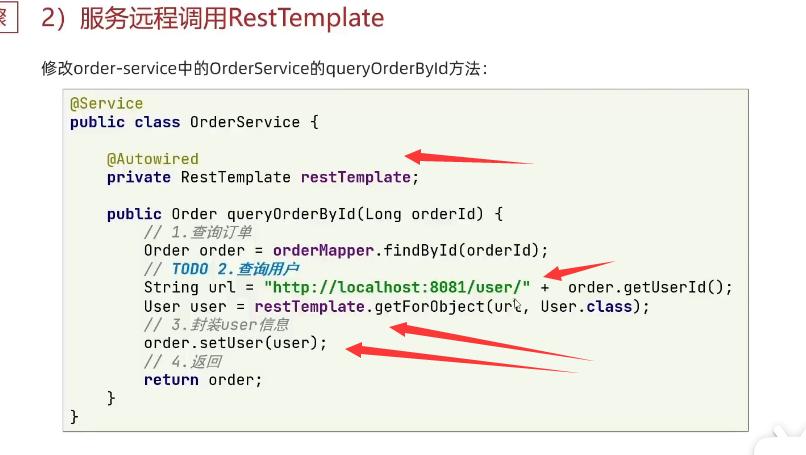 2）服务远程调用RestTemplate
修改order-service中的OrderService的queryOrderById方法：
@Service
public class OrderService {
@Autowired
private RestTemplate restTemplate;
public Order queryOrderById(Long orderId) {
// 1.查询订单
Order order = orderMapper.findById(orderId);
// TODO 2.查询用户
String url = "http://localhost:8081/user/" + order.getUserId();
User user = restTemplate.getForObject(url, User.class);
// 3.封装user信息
order.setUser(user);
// 4.返回
return order;
}
}